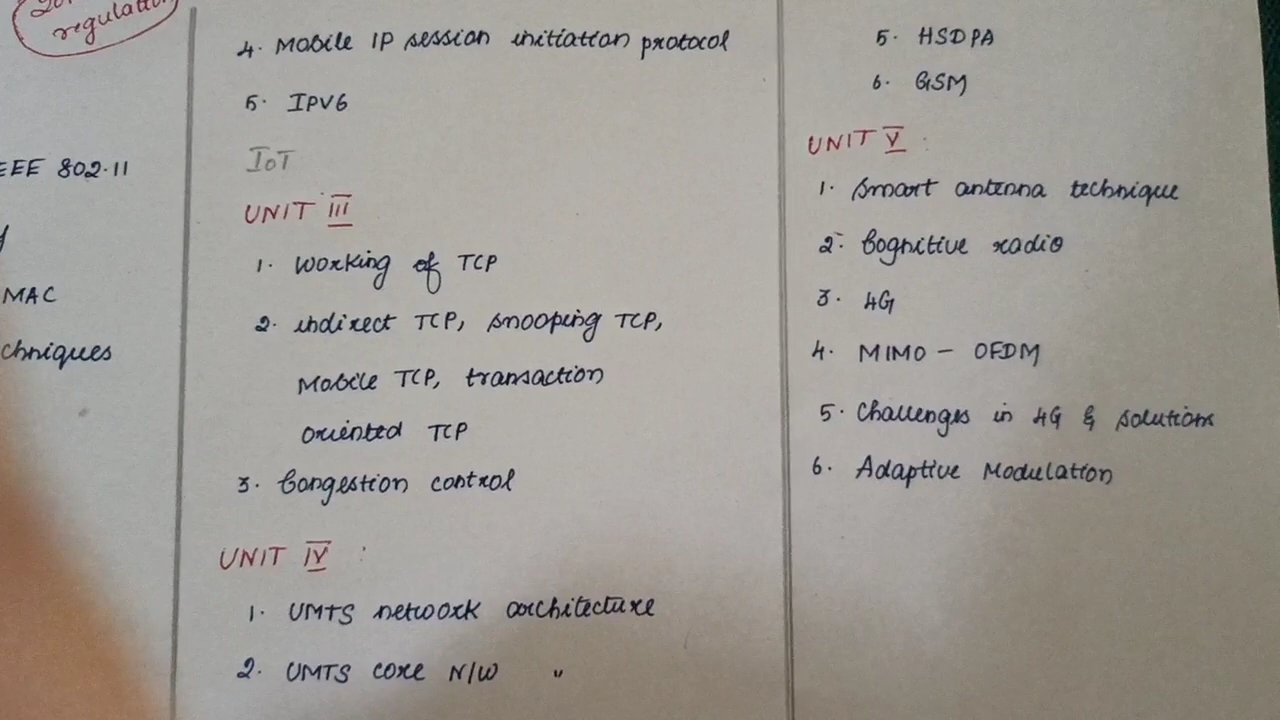 regulation
EEE 802.11
MAC
chniques
4. Mobile IP session initiation protocol
5. IPV6
IoT
UNIT III
1. Working of TCP
2. indirect TCP, snooping TCP,
Mobile TCP, transaction
oriented TCP
3. Congestion control
UNIT IV :
1. UMTS network architecture
2. UMTS core N/W "
5. HSDPA
6. GSM
UNIT V :
1. Smart antenna technique
2. Cognitive radio
3. 4G
4. MIMO - OFDM
5. Challenges in 4G & solutions
6. Adaptive Modulation